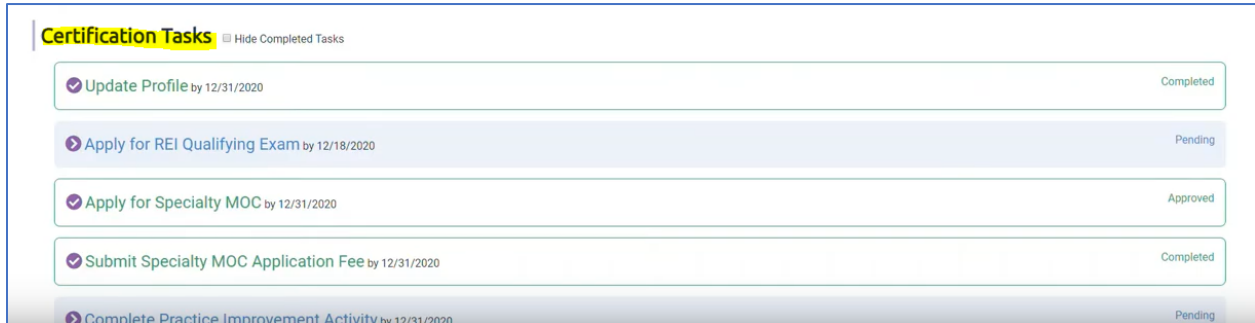 Certification Tasks Hide Completed Tasks
Update Profile by 12/31/2020 Completed
Apply for REI Qualifying Exam by 12/18/2020 Pending
Apply for Specialty MOC by 12/31/2020 Approved
Submit Specialty MOC Application Fee by 12/31/2020 Completed
Complete Practice Improvement Activity by 12/31/2020 Pending